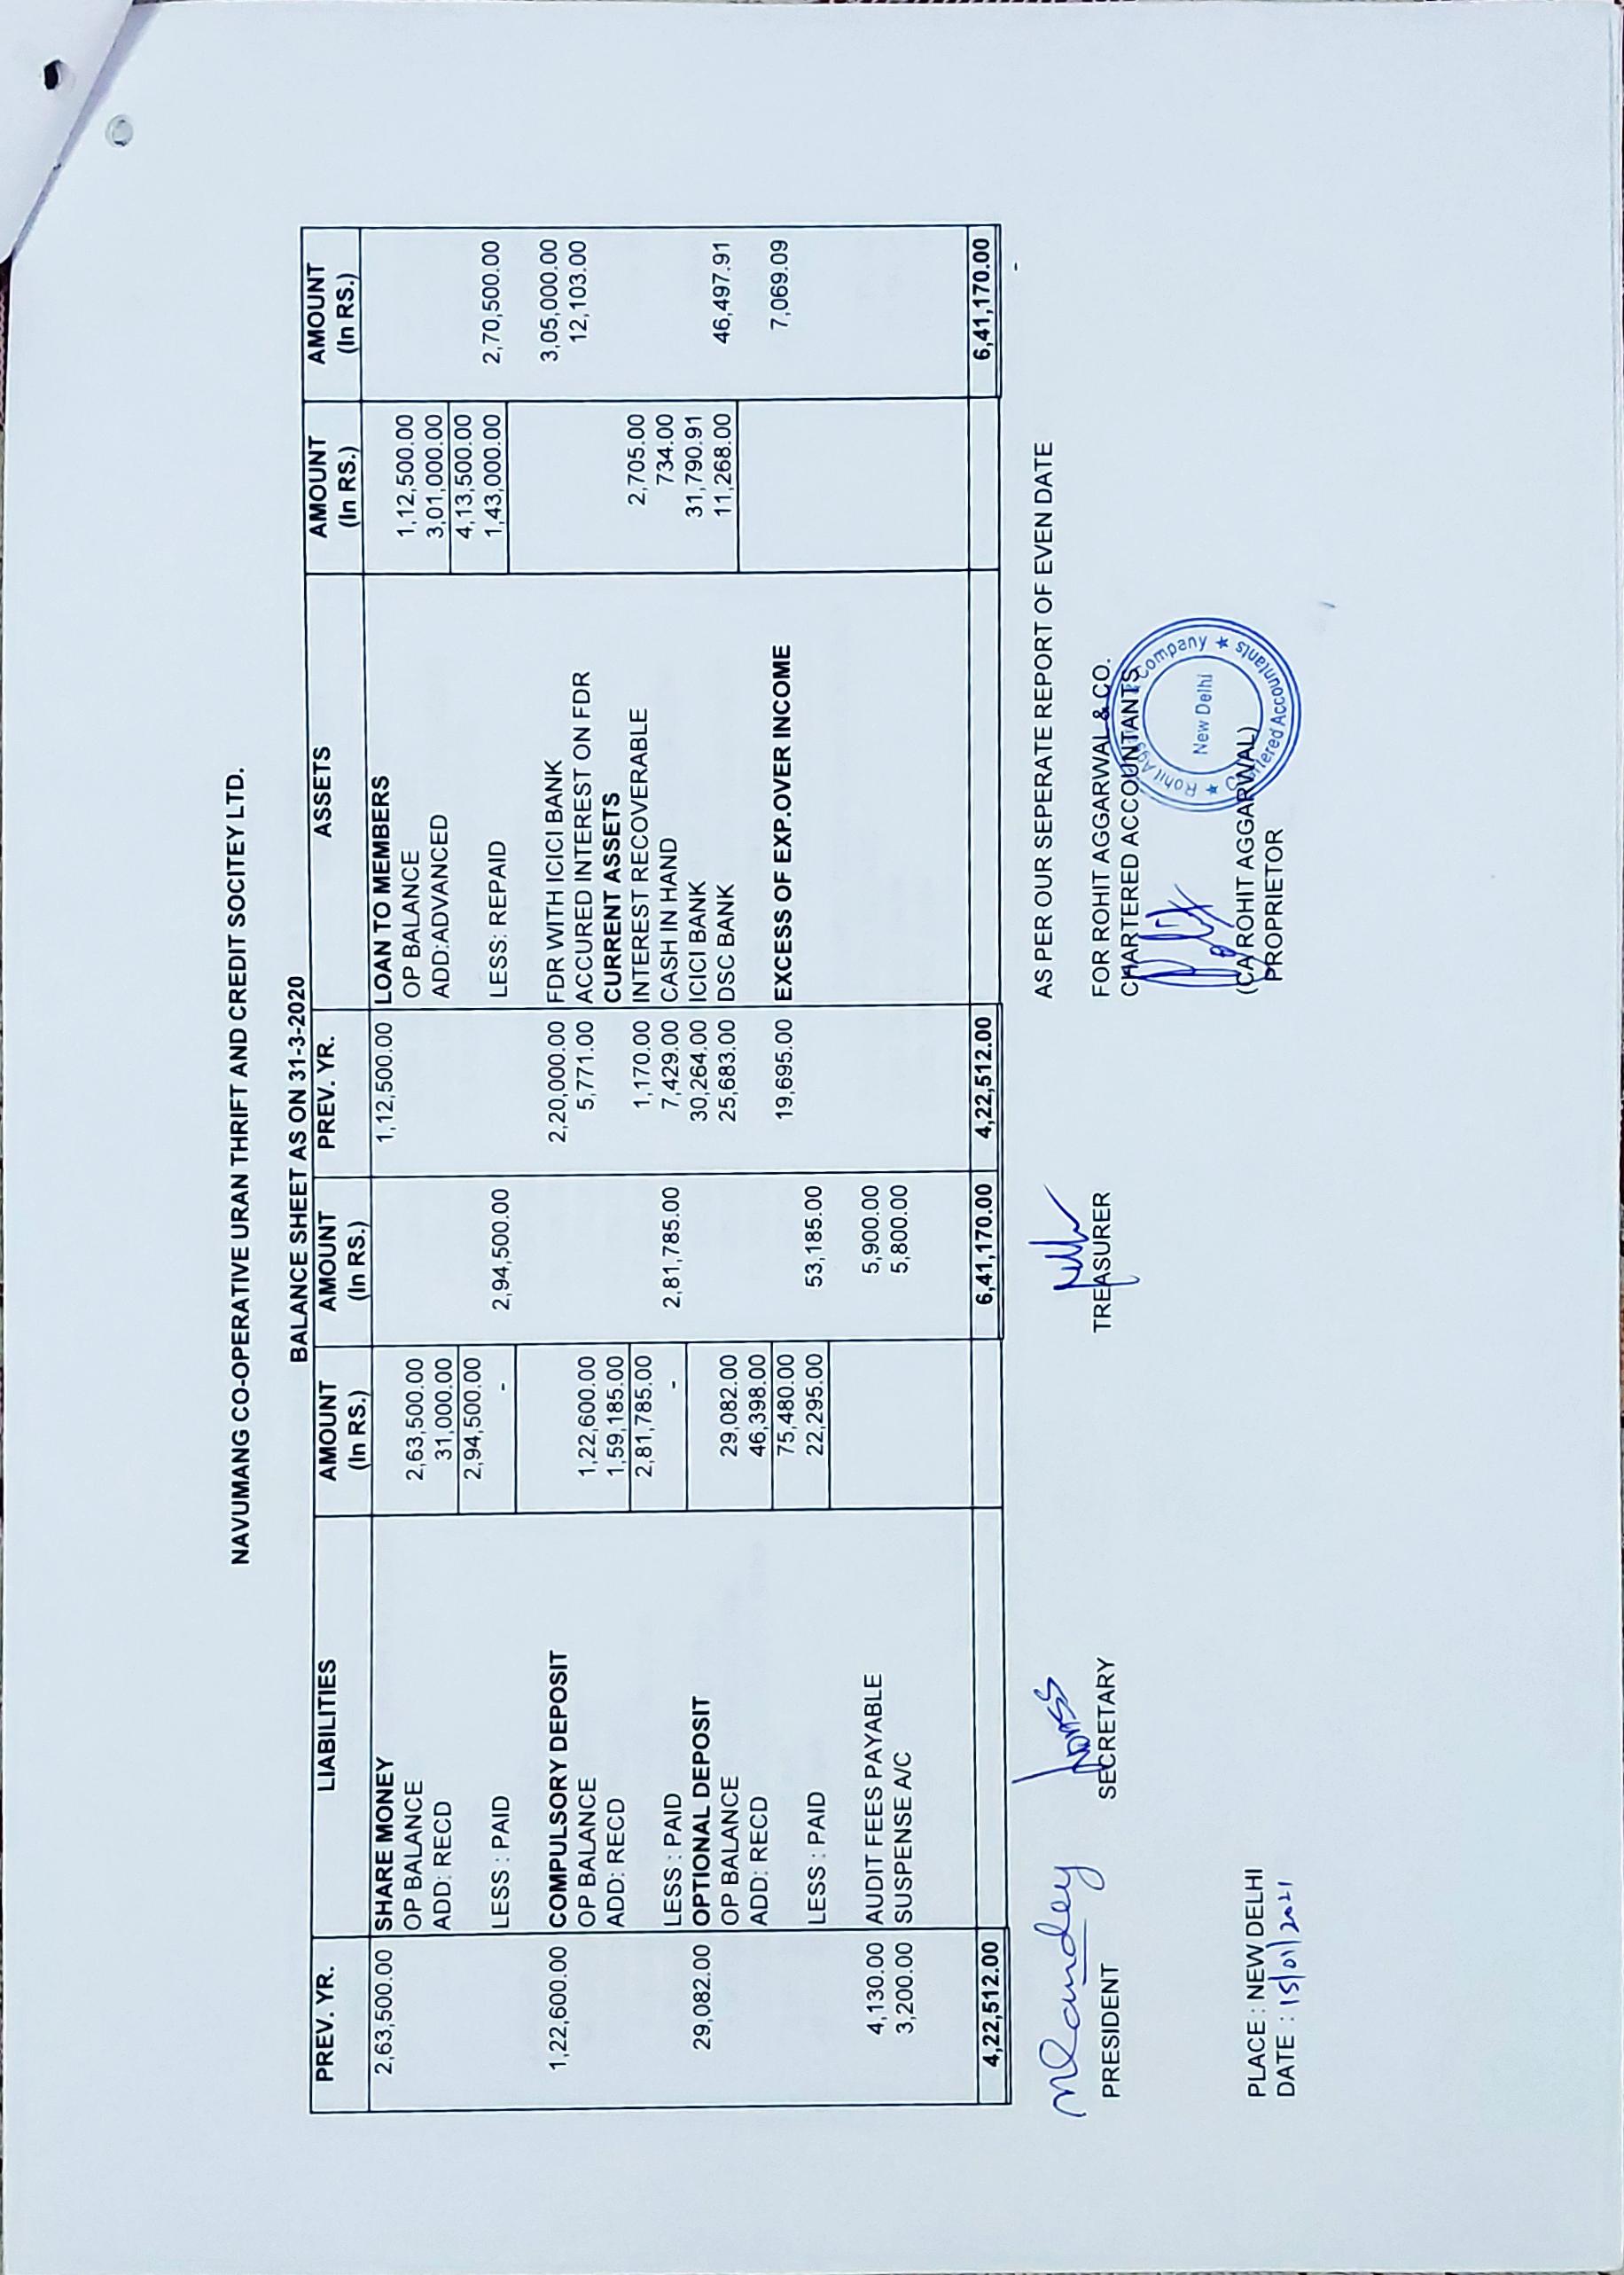 NAVUMANG CO-OPERATIVE URAN THRIFT AND CREDIT SOCITEY LTD.
BALANCE SHEET AS ON 31-3-2020
PREV. YR. LIABILITIES AMOUNT (In RS.) AMOUNT (In RS.) PREV. YR. ASSETS AMOUNT (In RS.) AMOUNT (In RS.)
2,63,500.00 SHARE MONEY 1,12,500.00 LOAN TO MEMBERS
OP BALANCE 2,63,500.00 OP BALANCE 1,12,500.00
ADD: RECD 31,000.00 ADD:ADVANCED 3,01,000.00
2,94,500.00 4,13,500.00
LESS : PAID - 2,94,500.00 LESS: REPAID 1,43,000.00 2,70,500.00
1,22,600.00 COMPULSORY DEPOSIT 2,20,000.00 FDR WITH ICICI BANK 3,05,000.00
OP BALANCE 1,22,600.00 5,771.00 ACCURED INTEREST ON FDR 12,103.00
ADD: RECD 1,59,185.00 CURRENT ASSETS
2,81,785.00 1,170.00 INTEREST RECOVERABLE 2,705.00
LESS : PAID - 2,81,785.00 7,429.00 CASH IN HAND 734.00
29,082.00 OPTIONAL DEPOSIT 30,264.00 ICICI BANK 31,790.91
OP BALANCE 29,082.00 25,683.00 DSC BANK 11,268.00 46,497.91
ADD: RECD 46,398.00
75,480.00 19,695.00 EXCESS OF EXP.OVER INCOME 7,069.09
LESS : PAID 22,295.00 53,185.00
4,130.00 AUDIT FEES PAYABLE 5,900.00
3,200.00 SUSPENSE A/C 5,800.00
4,22,512.00 6,41,170.00 4,22,512.00 6,41,170.00
AS PER OUR SEPERATE REPORT OF EVEN DATE
PRESIDENT SECRETARY TREASURER
FOR ROHIT AGGARWAL & CO.
CHARTERED ACCOUNTANTS
New Delhi
(CA ROHIT AGGARWAL)
PROPRIETOR
PLACE : NEW DELHI
DATE : 15/01/2021